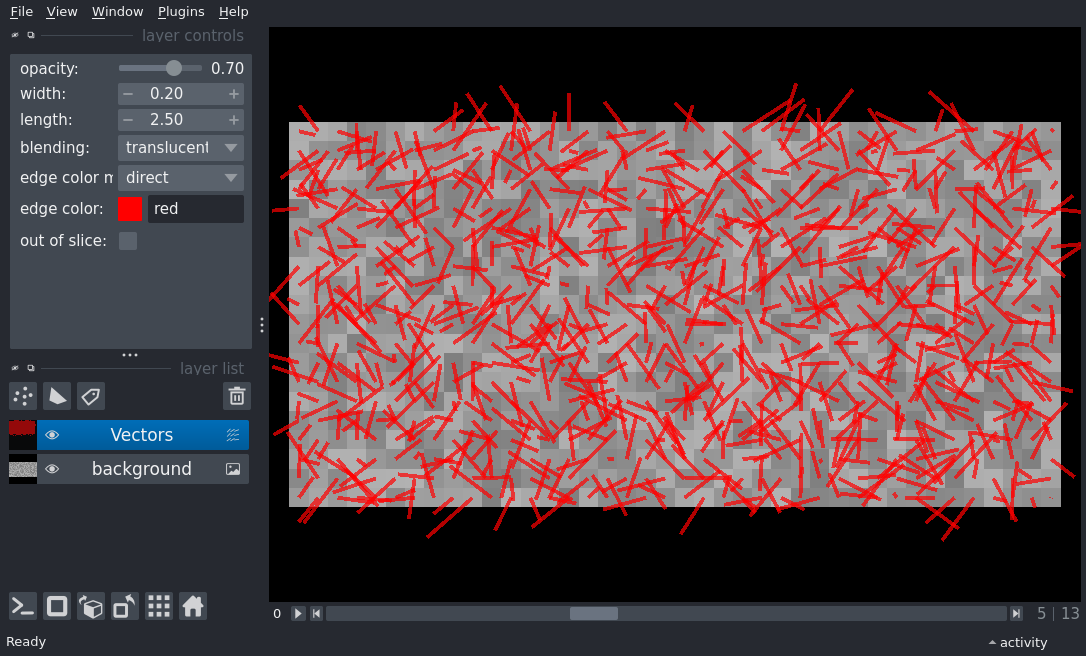 File View Window Plugins Help
layer controls
opacity: 0.70
width: − 0.20 +
length: − 2.50 +
blending: translucent
edge color m direct
edge color: red
out of slice:
layer list
Vectors
background
0 5 | 13
Ready activity